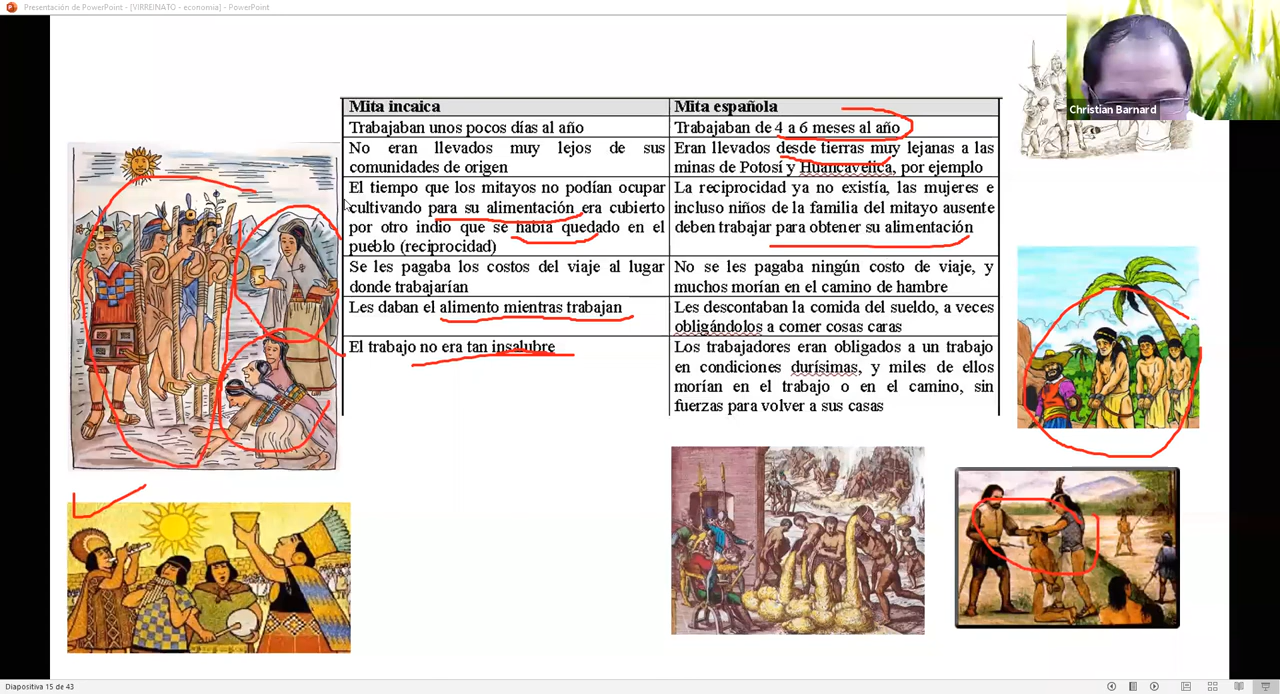 Presentación de PowerPoint - [VIRREINATO - economia] - PowerPoint
Christian Barnard
Mita incaica
Mita española
Trabajaban unos pocos días al año
Trabajaban de 4 a 6 meses al año
No eran llevados muy lejos de sus
comunidades de origen
Eran llevados desde tierras muy lejanas a las
minas de Potosí y Huancavelica, por ejemplo
El tiempo que los mitayos no podían ocupar
cultivando para su alimentación era cubierto
por otro indio que se había quedado en el
pueblo (reciprocidad)
La reciprocidad ya no existía, las mujeres e
incluso niños de la familia del mitayo ausente
deben trabajar para obtener su alimentación
Se les pagaba los costos del viaje al lugar
donde trabajarían
No se les pagaba ningún costo de viaje, y
muchos morían en el camino de hambre
Les daban el alimento mientras trabajan
Les descontaban la comida del sueldo, a veces
obligándolos a comer cosas caras
El trabajo no era tan insalubre
Los trabajadores eran obligados a un trabajo
en condiciones durísimas, y miles de ellos
morían en el trabajo o en el camino, sin
fuerzas para volver a sus casas
Diapositiva 15 de 43